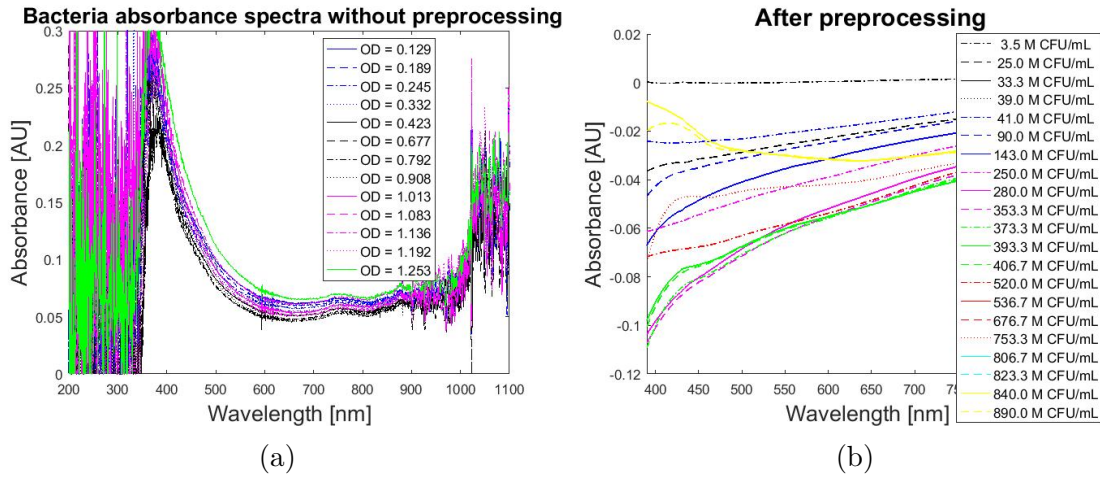 Bacteria absorbance spectra without preprocessing
0.3
0.25
0.2
0.15
0.1
0.05
0
Absorbance [AU]
200 300 400 500 600 700 800 900 1000 1100
Wavelength [nm]
OD = 0.129
OD = 0.189
OD = 0.245
OD = 0.332
OD = 0.423
OD = 0.677
OD = 0.792
OD = 0.908
OD = 1.013
OD = 1.083
OD = 1.136
OD = 1.192
OD = 1.253
(a)
After preprocessing
0.02
0
-0.02
-0.04
-0.06
-0.08
-0.1
-0.12
Absorbance [AU]
400 450 500 550 600 650 700 750
Wavelength [nm]
3.5 M CFU/mL
25.0 M CFU/mL
33.3 M CFU/mL
39.0 M CFU/mL
41.0 M CFU/mL
90.0 M CFU/mL
143.0 M CFU/mL
250.0 M CFU/mL
280.0 M CFU/mL
353.3 M CFU/mL
373.3 M CFU/mL
393.3 M CFU/mL
406.7 M CFU/mL
520.0 M CFU/mL
536.7 M CFU/mL
676.7 M CFU/mL
753.3 M CFU/mL
806.7 M CFU/mL
823.3 M CFU/mL
840.0 M CFU/mL
890.0 M CFU/mL
(b)